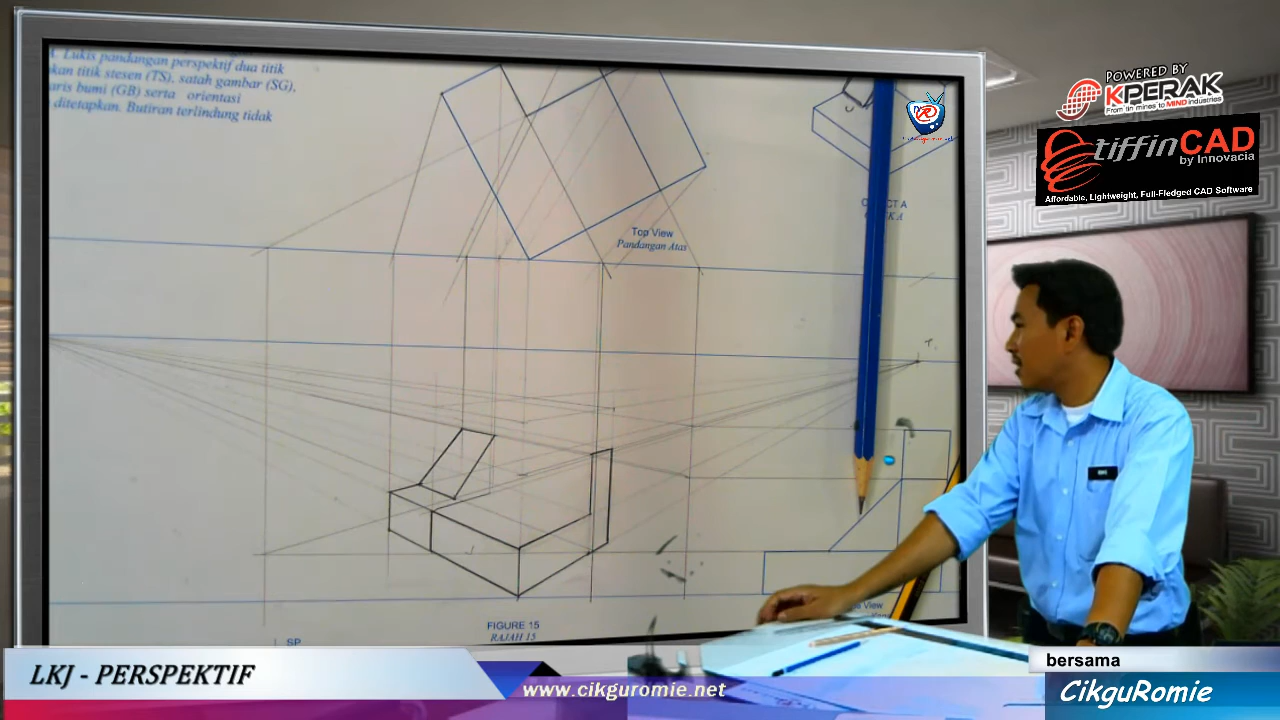 Lukis pandangan perspektif dua titik
kan titik stesen (TS), satah gambar (SG),
aris bumi (GB) serta orientasi
ditetapkan. Butiran terlindung tidak
Top View
Pandangan Atas
FIGURE 15
RAJAH 15
SP
View
POWERED BY
KPERAK
From tin mines to MIND industries
tiffinCAD
by Innovacia
Affordable, Lightweight, Full-Fledged CAD Software
LKJ - PERSPEKTIF
www.cikguromie.net
bersama
CikguRomie